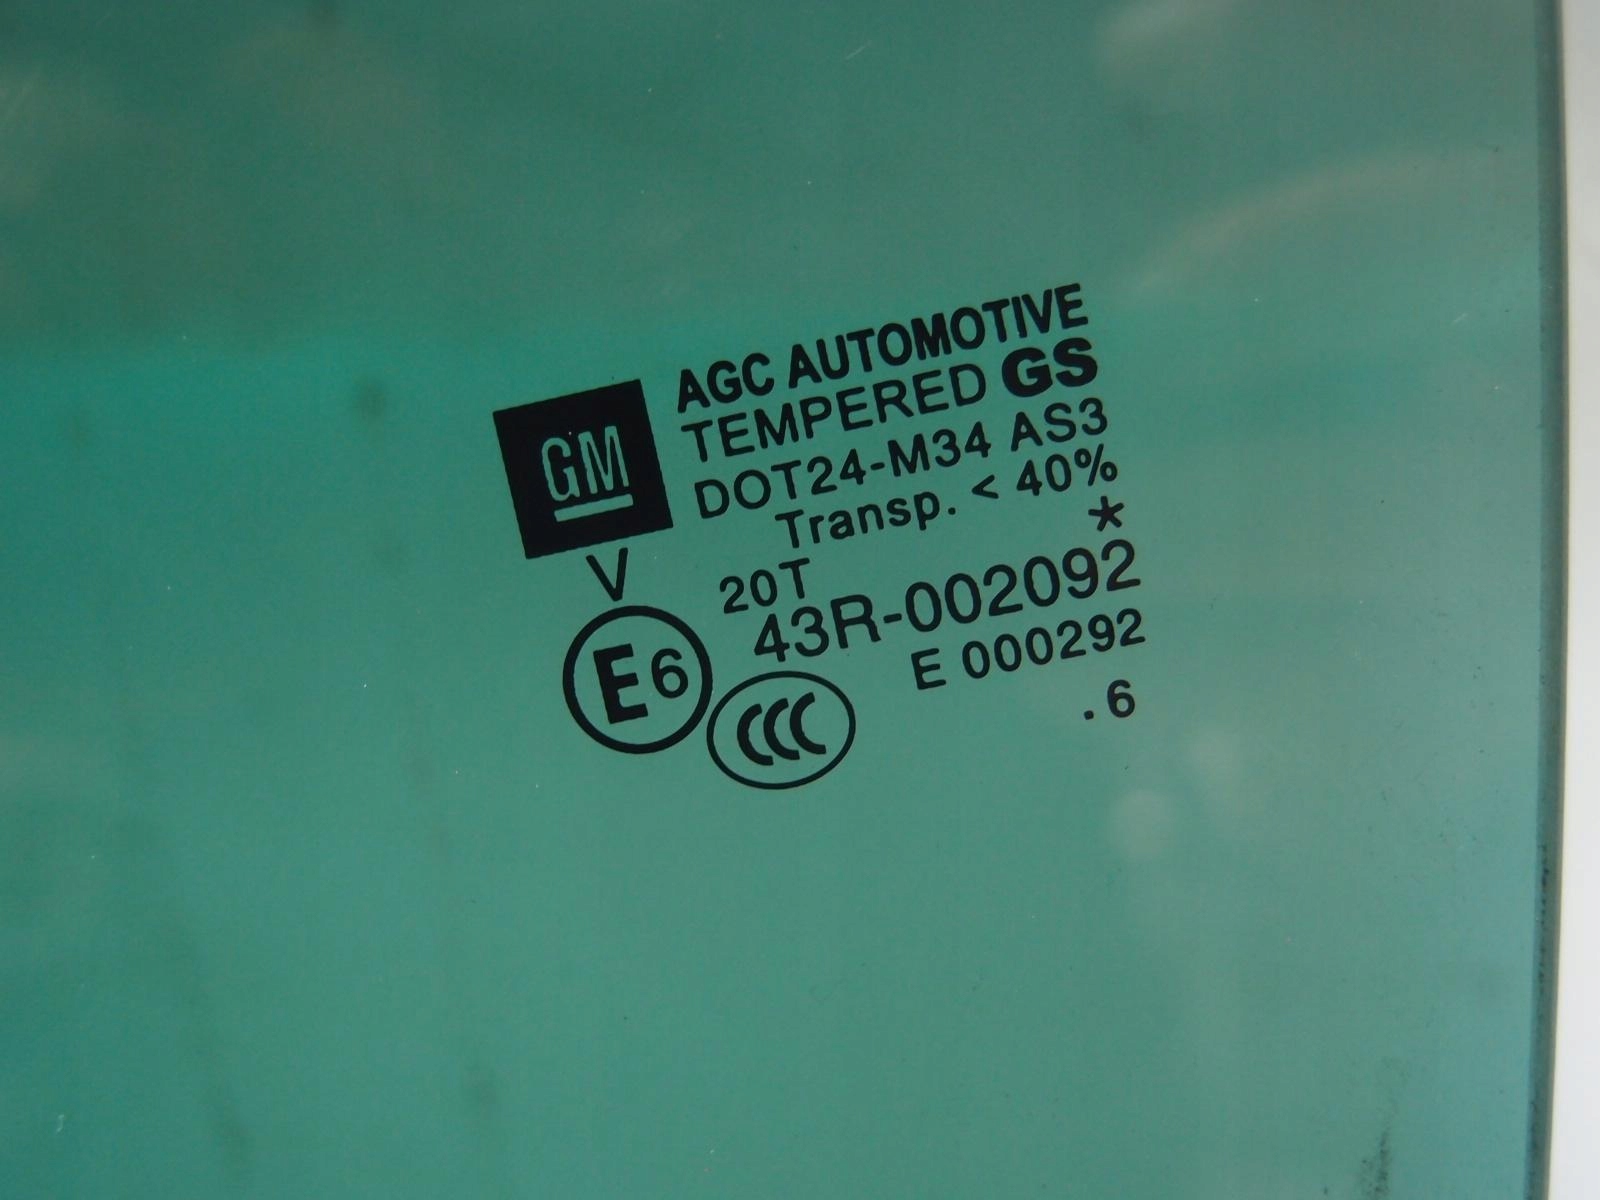 AGC AUTOMOTIVE
TEMPERED GS
DOT24-M34 AS3
Transp. < 40%
*
GM
V
20T
43R-002092
E6
E 000292
CCC
.6